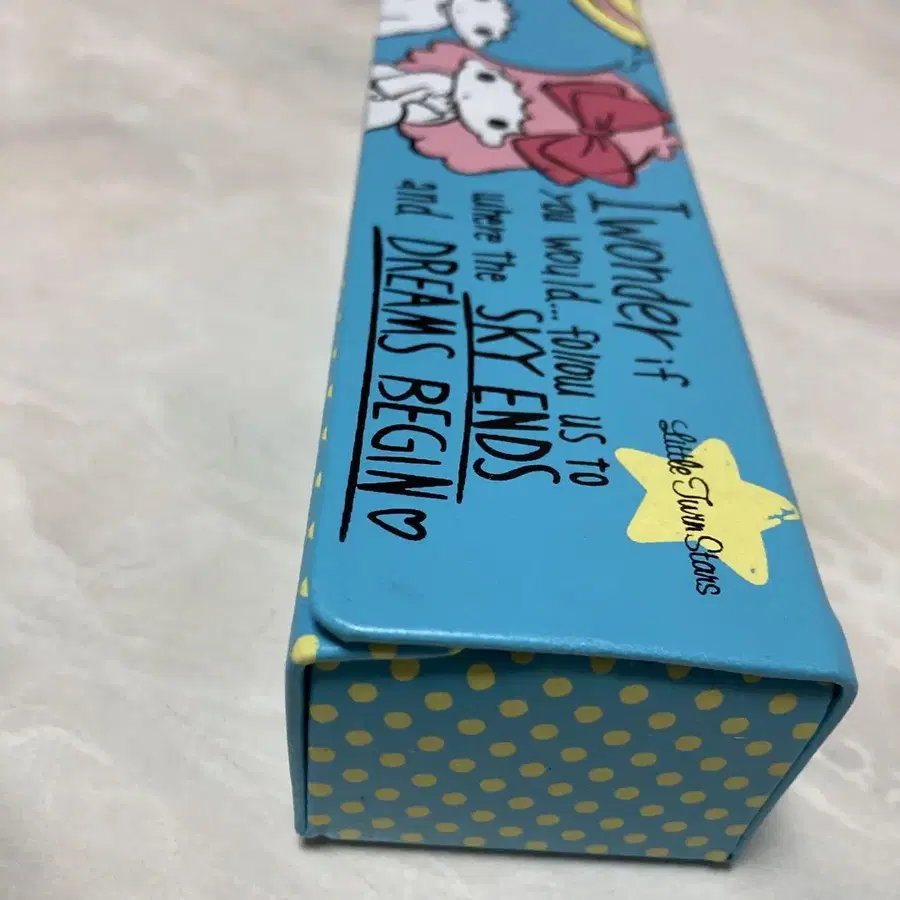 I wonder if
you would... follow us to
where the SKY ENDS
and DREAMS BEGIN♡
Little Twin Stars